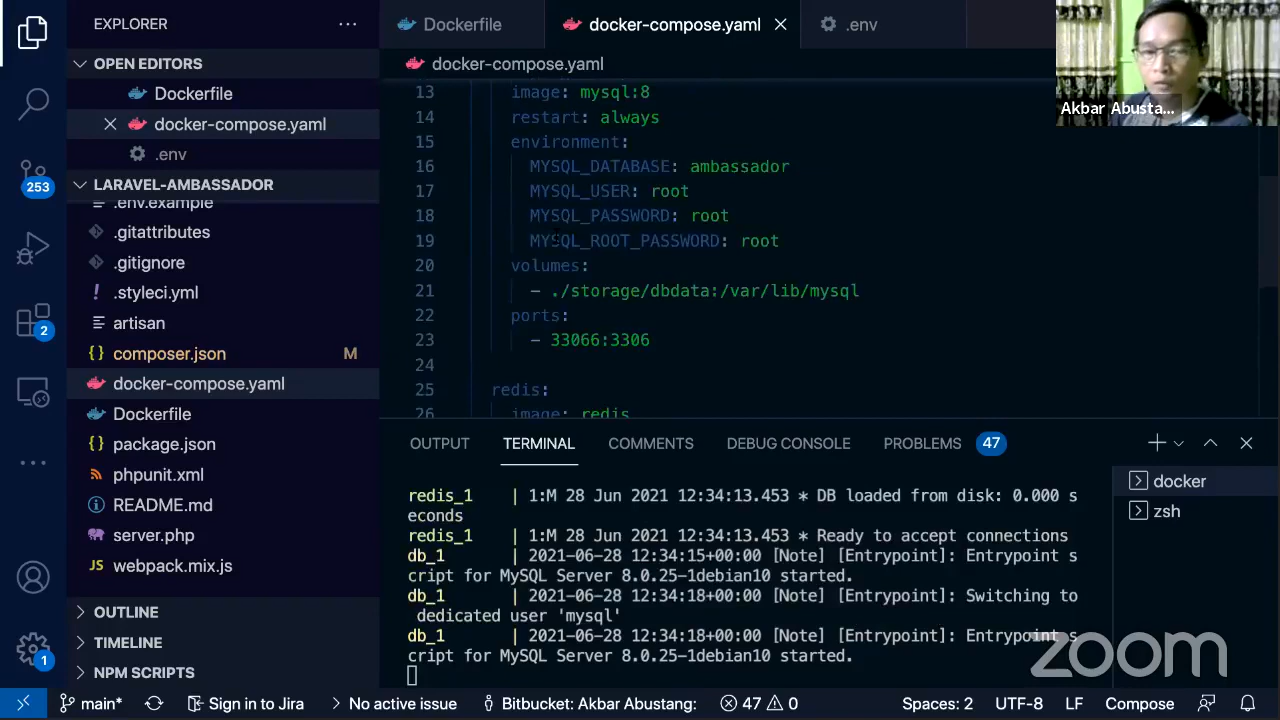 EXPLORER
Dockerfile
docker-compose.yaml
.env
OPEN EDITORS
Dockerfile
docker-compose.yaml
.env
253
LARAVEL-AMBASSADOR
.env.example
.gitattributes
.gitignore
.styleci.yml
artisan
composer.json M
docker-compose.yaml
Dockerfile
package.json
phpunit.xml
README.md
server.php
webpack.mix.js
2
OUTLINE
TIMELINE
NPM SCRIPTS
1
docker-compose.yaml
13 image: mysql:8
14 restart: always
15 environment:
16 MYSQL_DATABASE: ambassador
17 MYSQL_USER: root
18 MYSQL_PASSWORD: root
19 MYSQL_ROOT_PASSWORD: root
20 volumes:
21 - ./storage/dbdata:/var/lib/mysql
22 ports:
23 - 33066:3306
24
25 redis:
26 image: redis
Akbar Abusta...
OUTPUT TERMINAL COMMENTS DEBUG CONSOLE PROBLEMS 47
redis_1 | 1:M 28 Jun 2021 12:34:13.453 * DB loaded from disk: 0.000 s
econds
redis_1 | 1:M 28 Jun 2021 12:34:13.453 * Ready to accept connections
db_1 | 2021-06-28 12:34:15+00:00 [Note] [Entrypoint]: Entrypoint s
cript for MySQL Server 8.0.25-1debian10 started.
db_1 | 2021-06-28 12:34:18+00:00 [Note] [Entrypoint]: Switching to
dedicated user 'mysql'
db_1 | 2021-06-28 12:34:18+00:00 [Note] [Entrypoint]: Entrypoint s
cript for MySQL Server 8.0.25-1debian10 started.
docker
zsh
zoom
main* Sign in to Jira No active issue Bitbucket: Akbar Abustang: 47 0 Spaces: 2 UTF-8 LF Compose